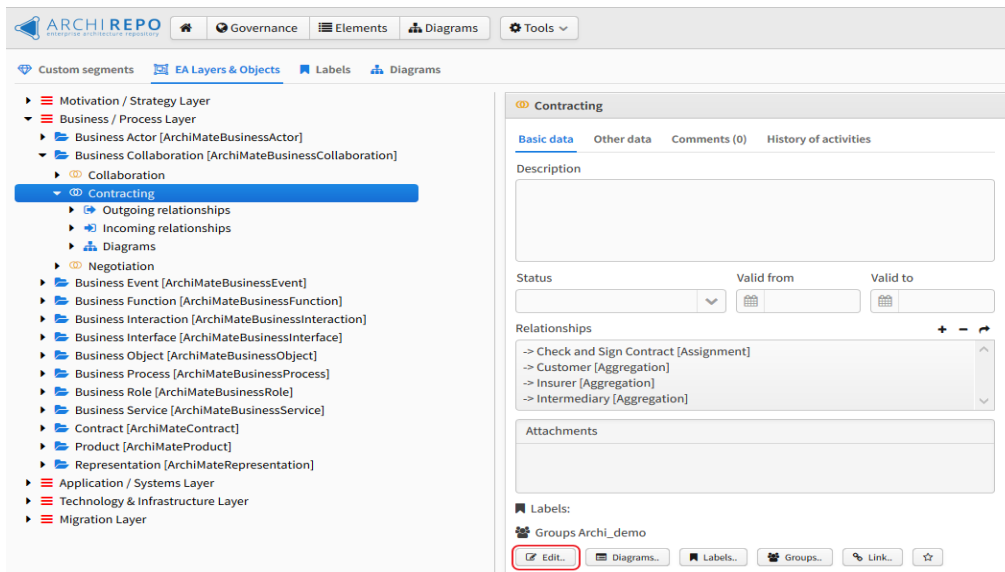 ARCHI REPO
enterprise architecture repository
Governance
Elements
Diagrams
Tools
Custom segments
EA Layers & Objects
Labels
Diagrams
Motivation / Strategy Layer
Business / Process Layer
Business Actor [ArchiMateBusinessActor]
Business Collaboration [ArchiMateBusinessCollaboration]
Collaboration
Contracting
Outgoing relationships
Incoming relationships
Diagrams
Negotiation
Business Event [ArchiMateBusinessEvent]
Business Function [ArchiMateBusinessFunction]
Business Interaction [ArchiMateBusinessInteraction]
Business Interface [ArchiMateBusinessInterface]
Business Object [ArchiMateBusinessObject]
Business Process [ArchiMateBusinessProcess]
Business Role [ArchiMateBusinessRole]
Business Service [ArchiMateBusinessService]
Contract [ArchiMateContract]
Product [ArchiMateProduct]
Representation [ArchiMateRepresentation]
Application / Systems Layer
Technology & Infrastructure Layer
Migration Layer
Contracting
Basic data Other data Comments (0) History of activities
Description
Status Valid from Valid to
Relationships
-> Check and Sign Contract [Assignment]
-> Customer [Aggregation]
-> Insurer [Aggregation]
-> Intermediary [Aggregation]
Attachments
Labels:
Groups Archi_demo
Edit.. Diagrams.. Labels.. Groups.. Link..